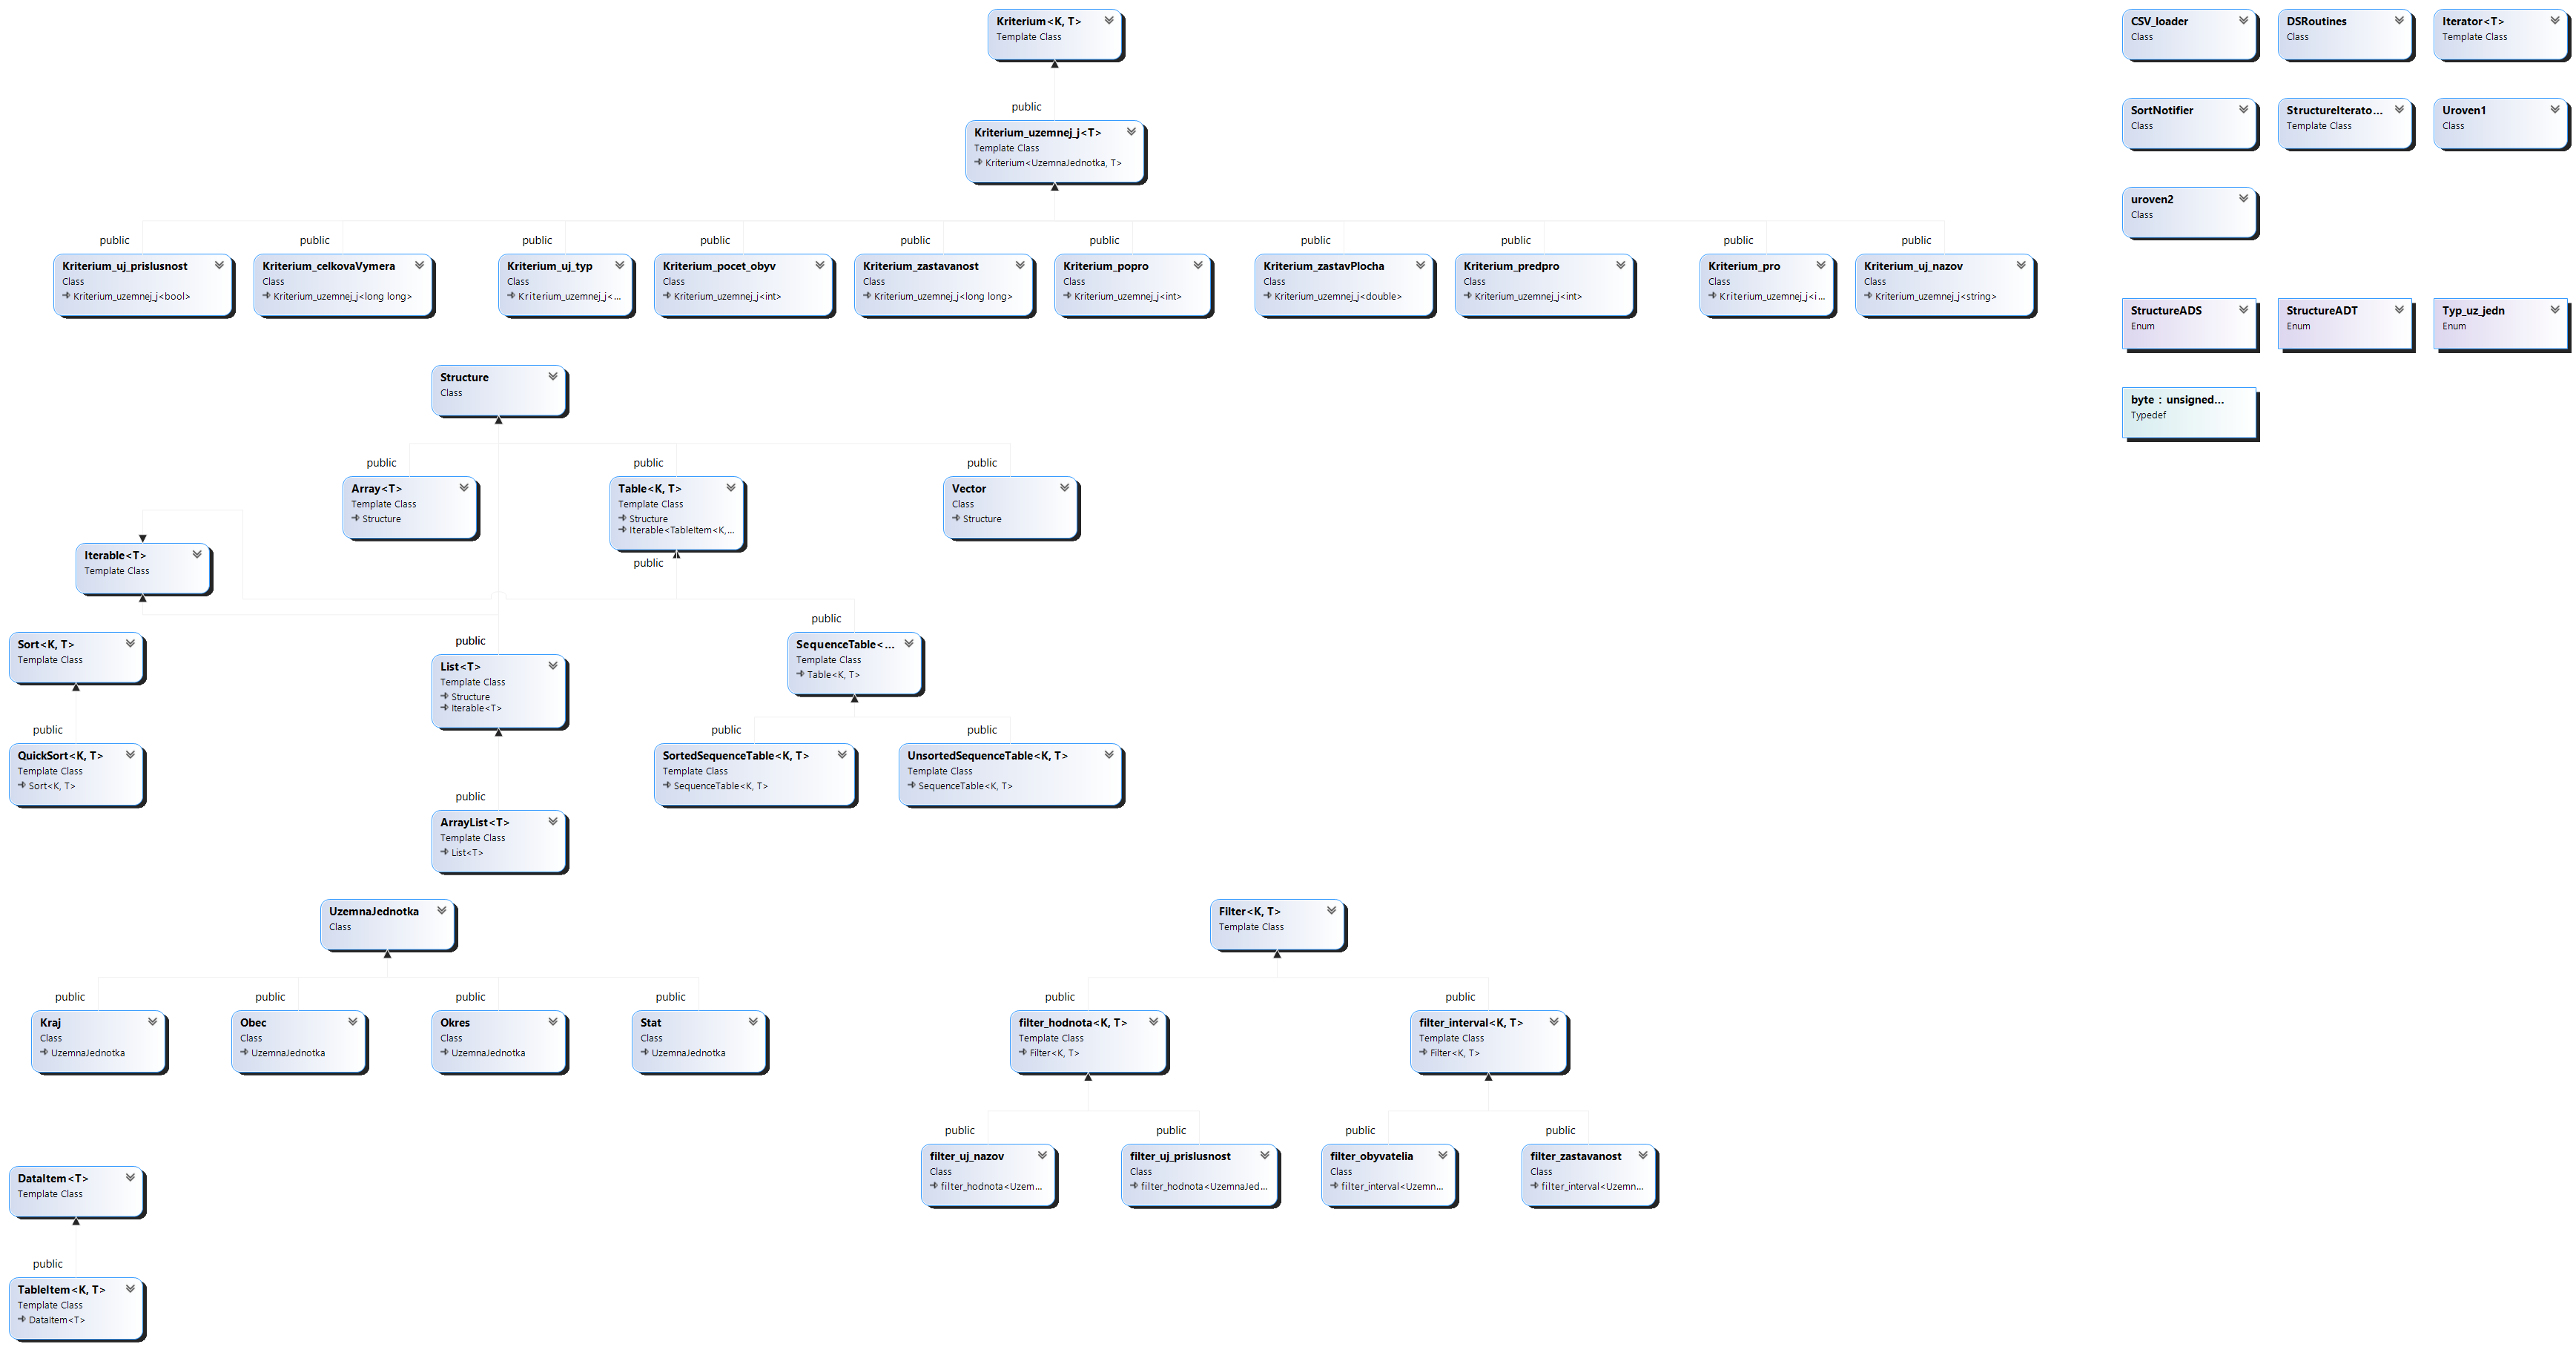 Kriterium<K, T>
Template Class
public
Kriterium_uzemnej_j<T>
Template Class
Kriterium<UzemnaJednotka, T>
public
Kriterium_uj_prislusnost
Class
Kriterium_uzemnej_j<bool>
public
Kriterium_celkovaVymera
Class
Kriterium_uzemnej_j<long long>
public
Kriterium_uj_typ
Class
Kriterium_uzemnej_j<...
public
Kriterium_pocet_obyv
Class
Kriterium_uzemnej_j<int>
public
Kriterium_zastavanost
Class
Kriterium_uzemnej_j<long long>
public
Kriterium_popro
Class
Kriterium_uzemnej_j<int>
public
Kriterium_zastavPlocha
Class
Kriterium_uzemnej_j<double>
public
Kriterium_predpro
Class
Kriterium_uzemnej_j<int>
public
Kriterium_pro
Class
Kriterium_uzemnej_j<i...
public
Kriterium_uj_nazov
Class
Kriterium_uzemnej_j<string>
CSV_loader
Class
DSRoutines
Class
Iterator<T>
Template Class
SortNotifier
Class
StructureIterato...
Template Class
Uroven1
Class
uroven2
Class
StructureADS
Enum
StructureADT
Enum
Typ_uz_jedn
Enum
byte : unsigned...
Typedef
Structure
Class
public
Array<T>
Template Class
Structure
public
Table<K, T>
Template Class
Structure
Iterable<TableItem<K,...
public
public
Vector
Class
Structure
Iterable<T>
Template Class
Sort<K, T>
Template Class
public
QuickSort<K, T>
Template Class
Sort<K, T>
public
List<T>
Template Class
Structure
Iterable<T>
public
ArrayList<T>
Template Class
List<T>
public
SequenceTable<...
Template Class
Table<K, T>
public
SortedSequenceTable<K, T>
Template Class
SequenceTable<K, T>
public
UnsortedSequenceTable<K, T>
Template Class
SequenceTable<K, T>
UzemnaJednotka
Class
public
Kraj
Class
UzemnaJednotka
public
Obec
Class
UzemnaJednotka
public
Okres
Class
UzemnaJednotka
public
Stat
Class
UzemnaJednotka
Filter<K, T>
Template Class
public
filter_hodnota<K, T>
Template Class
Filter<K, T>
public
filter_interval<K, T>
Template Class
Filter<K, T>
public
filter_uj_nazov
Class
filter_hodnota<Uzem...
public
filter_uj_prislusnost
Class
filter_hodnota<UzemnaJed...
public
filter_obyvatelia
Class
filter_interval<Uzemn...
public
filter_zastavanost
Class
filter_interval<Uzemn...
DataItem<T>
Template Class
public
TableItem<K, T>
Template Class
DataItem<T>